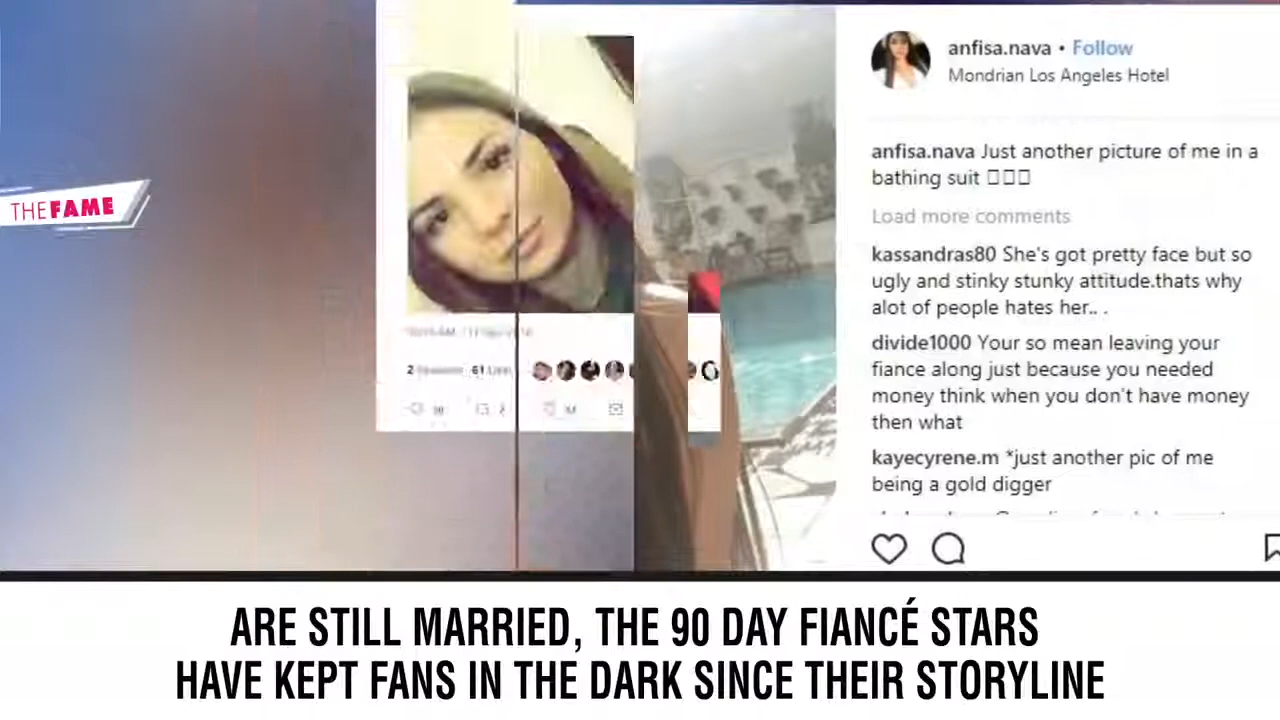 THEFAME
2
61
anfisa.nava • Follow
Mondrian Los Angeles Hotel
anfisa.nava Just another picture of me in a
bathing suit □□□
Load more comments
kassandras80 She's got pretty face but so
ugly and stinky stunky attitude.thats why
alot of people hates her.. .
divide1000 Your so mean leaving your
fiance along just because you needed
money think when you don't have money
then what
kayecyrene.m *just another pic of me
being a gold digger
ARE STILL MARRIED, THE 90 DAY FIANCÉ STARS
HAVE KEPT FANS IN THE DARK SINCE THEIR STORYLINE